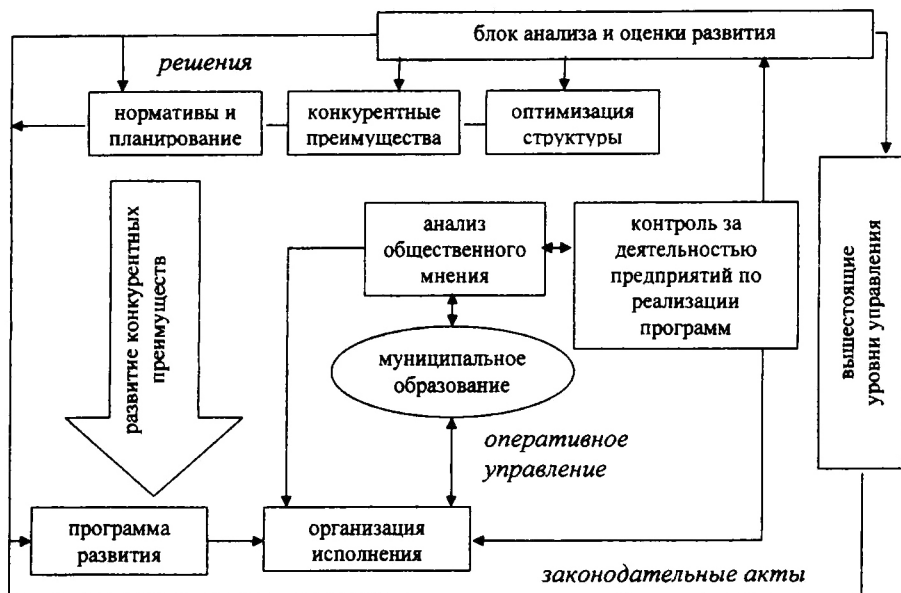 блок анализа и оценки развития
решения
нормативы и
планирование
конкурентные
преимущества
оптимизация
структуры
развитие конкурентных
преимуществ
анализ
общественного
мнения
контроль за
деятельностью
предприятий по
реализации
программ
вышестоящие
уровни управления
муниципальное
образование
оперативное
управление
программа
развития
организация
исполнения
законодательные акты